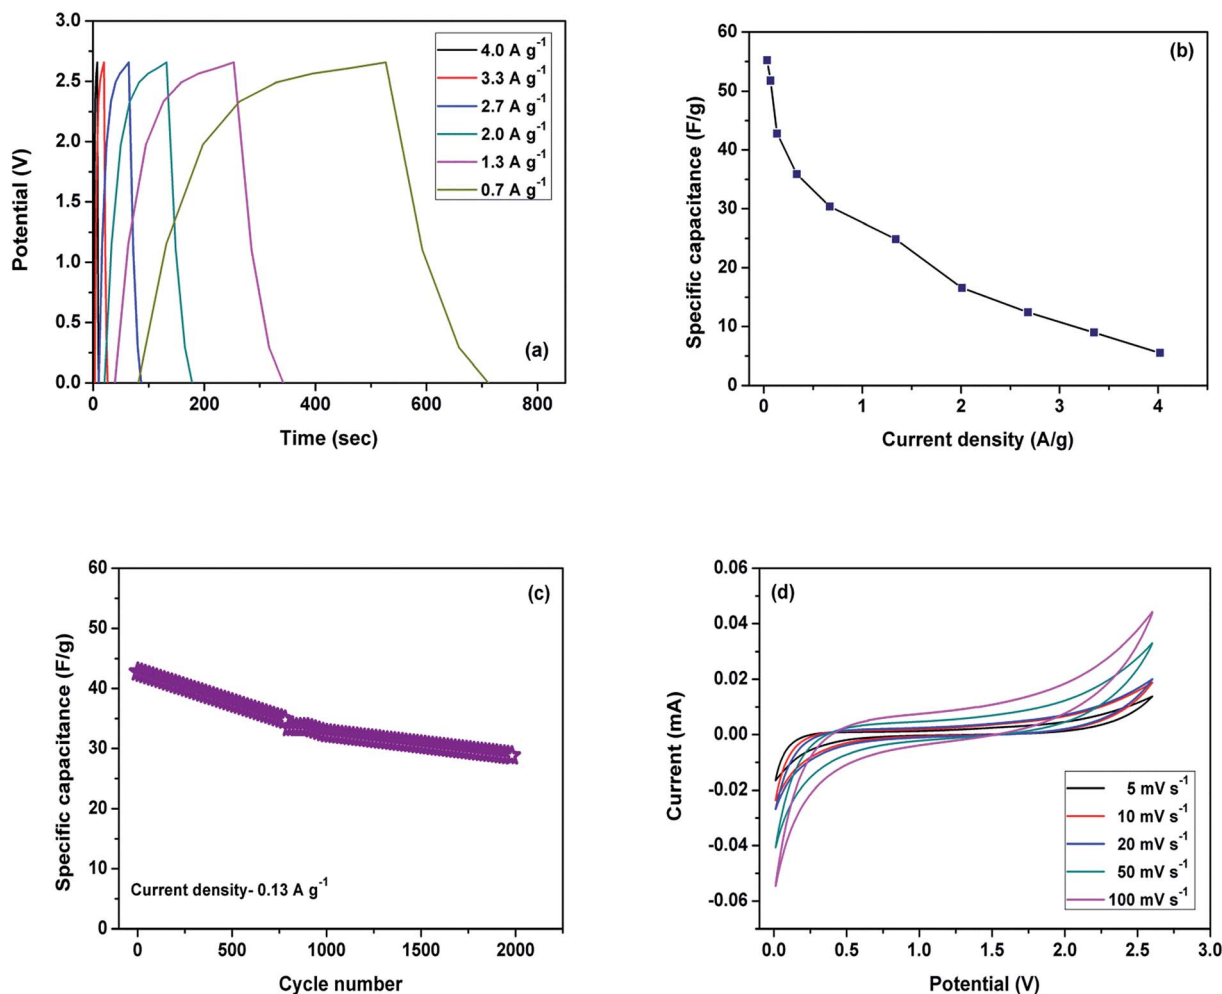 (a)
4.0 A g⁻¹
3.3 A g⁻¹
2.7 A g⁻¹
2.0 A g⁻¹
1.3 A g⁻¹
0.7 A g⁻¹
Potential (V)
3.0
2.5
2.0
1.5
1.0
0.5
0.0
0 200 400 600 800
Time (sec)
(b)
Specific capacitance (F/g)
60
50
40
30
20
10
0
0 1 2 3 4
Current density (A/g)
(c)
Specific capacitance (F/g)
60
50
40
30
20
10
0
Current density- 0.13 A g⁻¹
0 500 1000 1500 2000
Cycle number
(d)
Current (mA)
0.06
0.04
0.02
0.00
-0.02
-0.04
-0.06
5 mV s⁻¹
10 mV s⁻¹
20 mV s⁻¹
50 mV s⁻¹
100 mV s⁻¹
0.0 0.5 1.0 1.5 2.0 2.5 3.0
Potential (V)